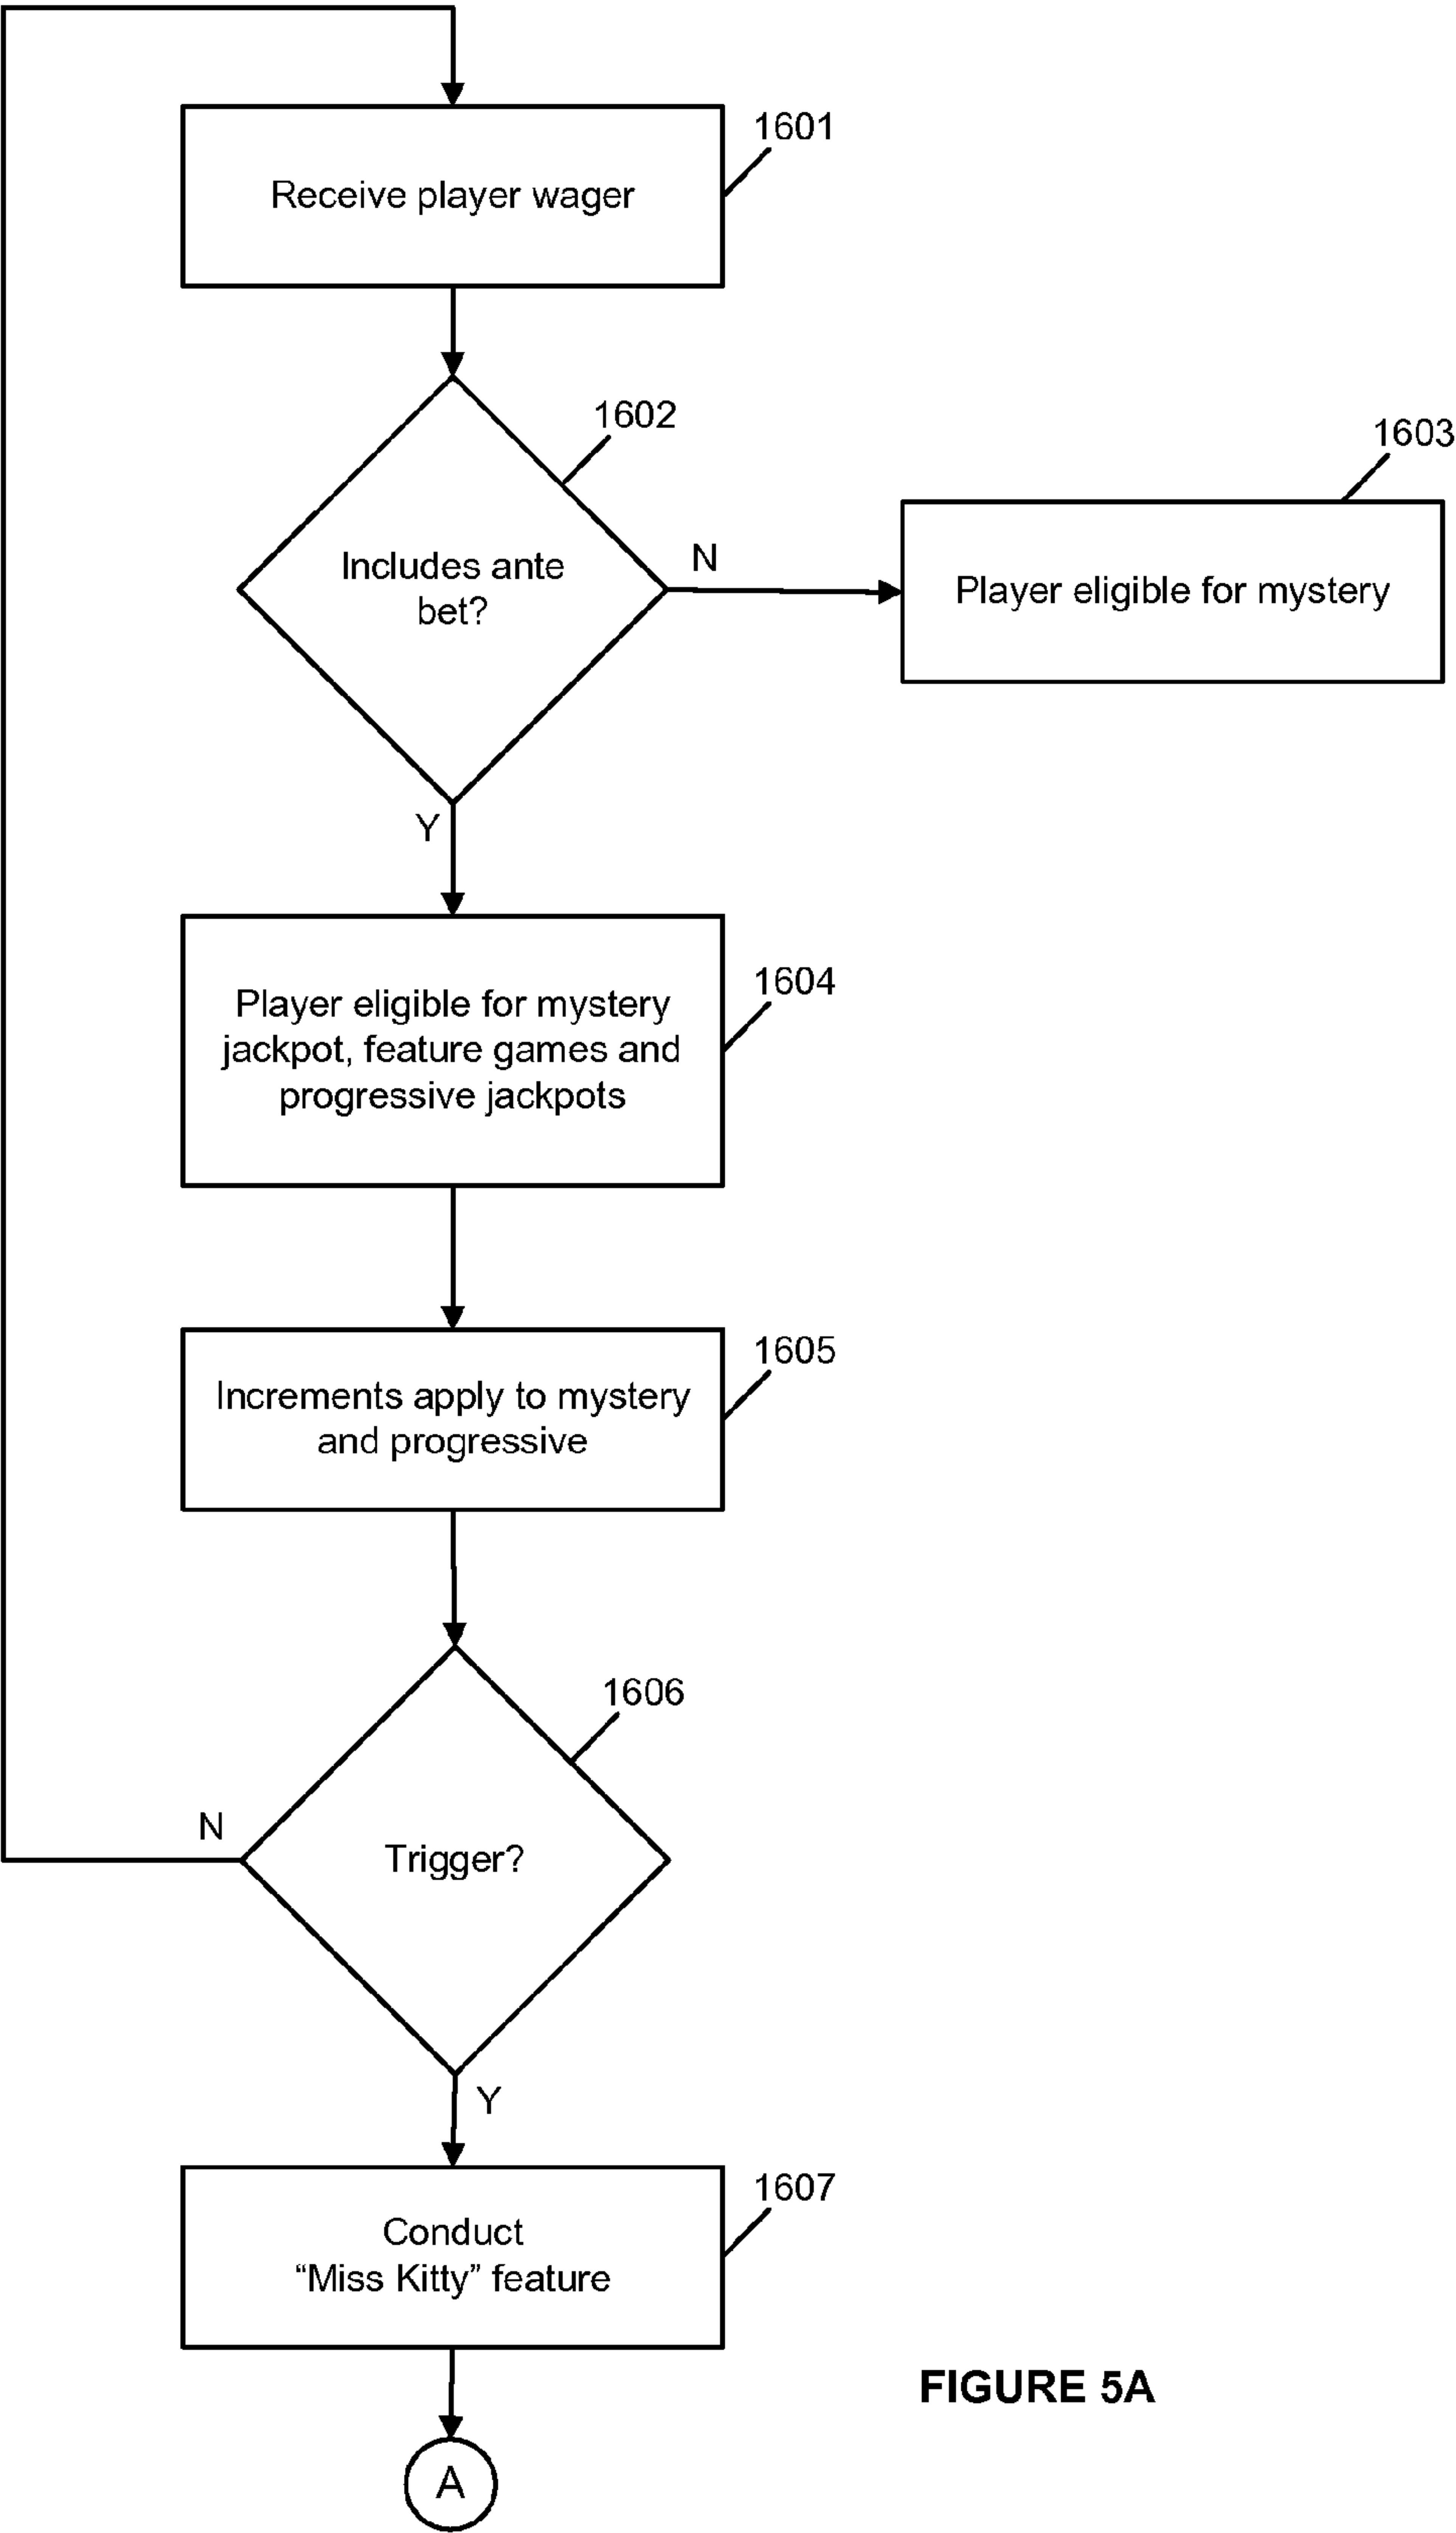 1601
Receive player wager
1602
1603
Includes ante
bet?
N
Player eligible for mystery
Y
1604
Player eligible for mystery
jackpot, feature games and
progressive jackpots
1605
Increments apply to mystery
and progressive
1606
N
Trigger?
Y
1607
Conduct
“Miss Kitty” feature
FIGURE 5A
A